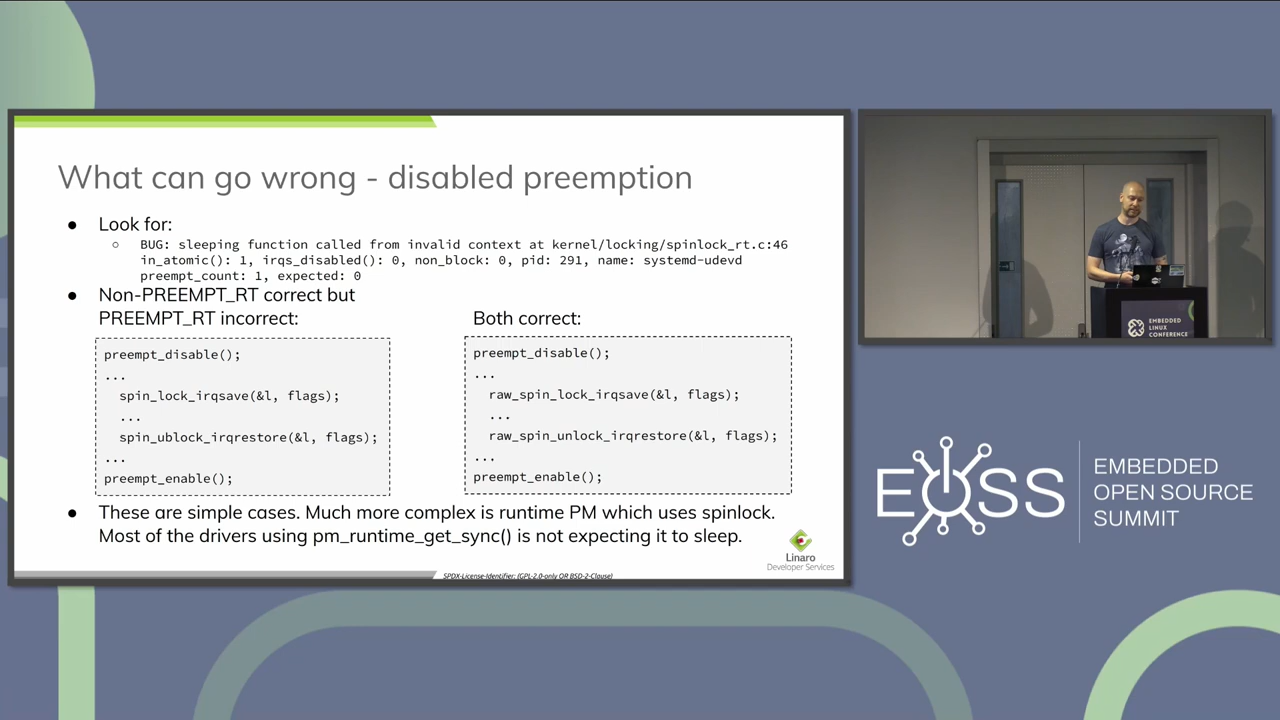 What can go wrong - disabled preemption
● Look for:
○ BUG: sleeping function called from invalid context at kernel/locking/spinlock_rt.c:46
in_atomic(): 1, irqs_disabled(): 0, non_block: 0, pid: 291, name: systemd-udevd
preempt_count: 1, expected: 0
● Non-PREEMPT_RT correct but
PREEMPT_RT incorrect:
preempt_disable();
...
spin_lock_irqsave(&l, flags);
...
spin_ublock_irqrestore(&l, flags);
...
preempt_enable();
Both correct:
preempt_disable();
...
raw_spin_lock_irqsave(&l, flags);
...
raw_spin_unlock_irqrestore(&l, flags);
...
preempt_enable();
● These are simple cases. Much more complex is runtime PM which uses spinlock.
Most of the drivers using pm_runtime_get_sync() is not expecting it to sleep.
Linaro
Developer Services
SPDX-License-Identifier: (GPL-2.0-only OR BSD-2-Clause)
EMBEDDED
LINUX
CONFERENCE
EOSS
EMBEDDED
OPEN SOURCE
SUMMIT